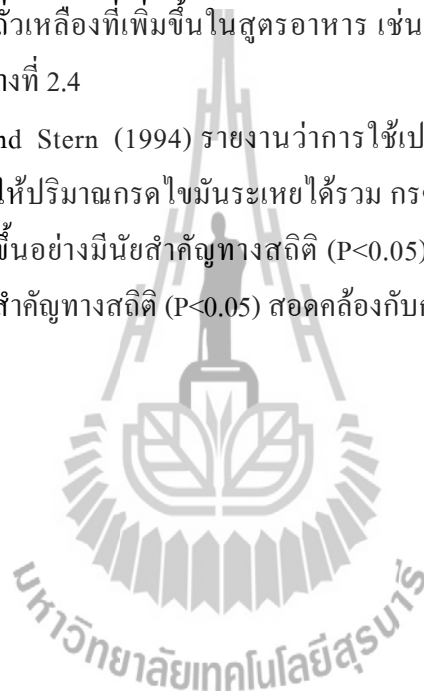 ถั่วเหลืองที่เพิ่มขึ้นในสูตรอาหาร เช่น
างที่ 2.4
nd Stern (1994) รายงานว่าการใช้เป
ให้ปริมาณกรดไขมันระเหยได้รวม กร
ขึ้นอย่างมีนัยสำคัญทางสถิติ (P<0.05)
สำคัญทางสถิติ (P<0.05) สอดคล้องกับ
มหาวิทยาลัยเทคโนโลยีสุรนารี